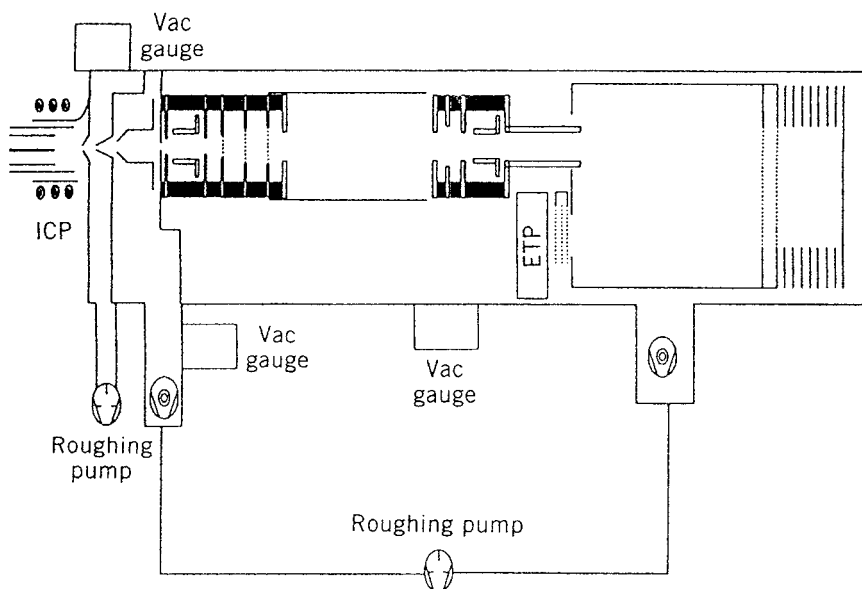 Vac
gauge
ICP
ETP
Vac
gauge
Vac
gauge
Roughing
pump
Roughing pump